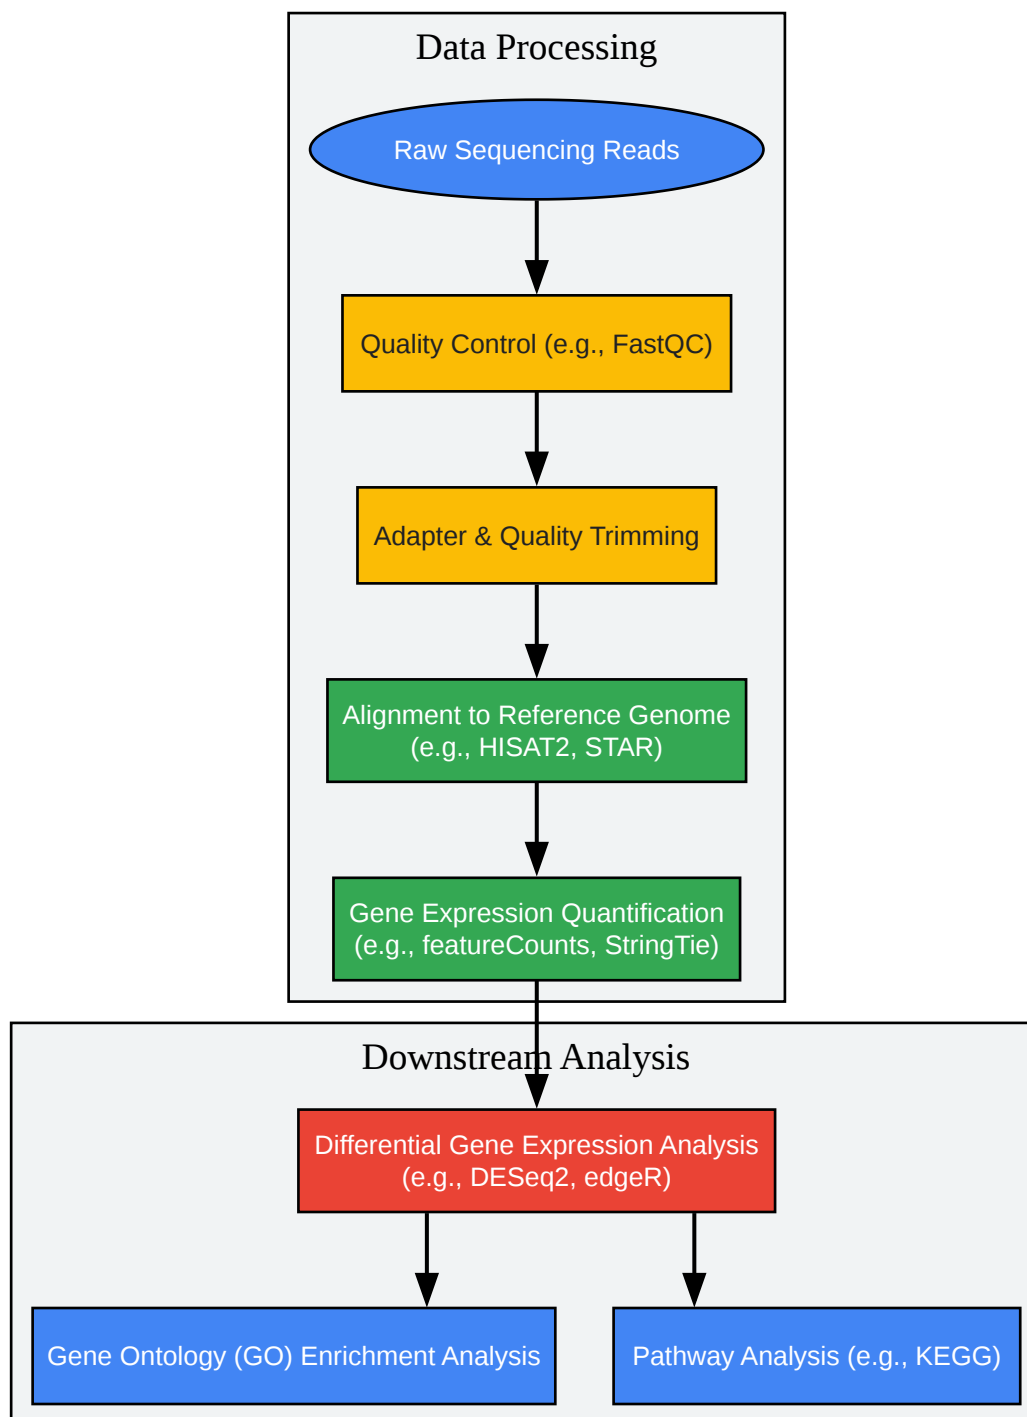 Data Processing
Raw Sequencing Reads
Quality Control (e.g., FastQC)
Adapter & Quality Trimming
Alignment to Reference Genome
(e.g., HISAT2, STAR)
Gene Expression Quantification
(e.g., featureCounts, StringTie)
Downstream Analysis
Differential Gene Expression Analysis
(e.g., DESeq2, edgeR)
Gene Ontology (GO) Enrichment Analysis
Pathway Analysis (e.g., KEGG)